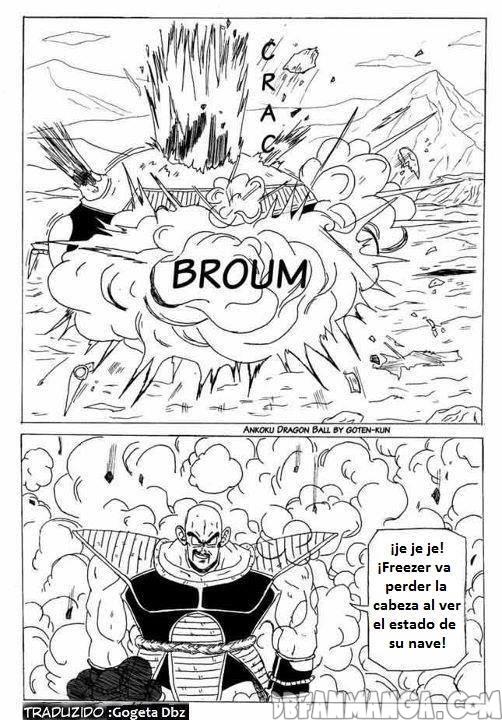 CRAC
BROUM
ANKOKU DRAGON BALL BY GOTEN-KUN
¡je je je!
¡Freezer va
perder la
cabeza al ver
el estado de
su nave!
TRADUZIDO :Gogeta Dbz
DBFANMANGA.COM